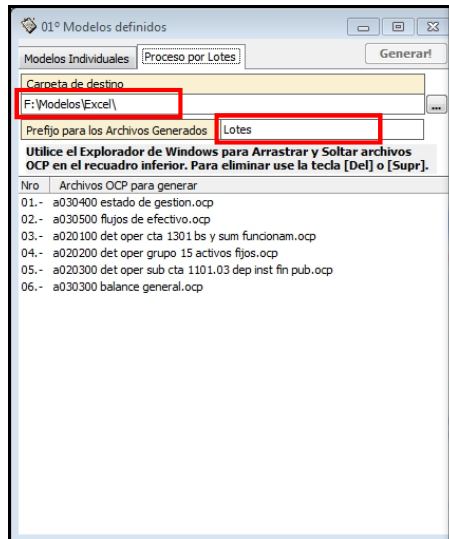 01º Modelos definidos
Modelos Individuales
Proceso por Lotes
Generar!
Carpeta de destino
F:\Modelos\Excel\
...
Prefijo para los Archivos Generados
Lotes
Utilice el Explorador de Windows para Arrastrar y Soltar archivos
OCP en el recuadro inferior. Para eliminar use la tecla [Del] o [Supr].
Nro Archivos OCP para generar
01.- a030400 estado de gestion.ocp
02.- a030500 flujos de efectivo.ocp
03.- a020100 det oper cta 1301 bs y sum funcionam.ocp
04.- a020200 det oper grupo 15 activos fijos.ocp
05.- a020300 det oper sub cta 1101.03 dep inst fin pub.ocp
06.- a030300 balance general.ocp